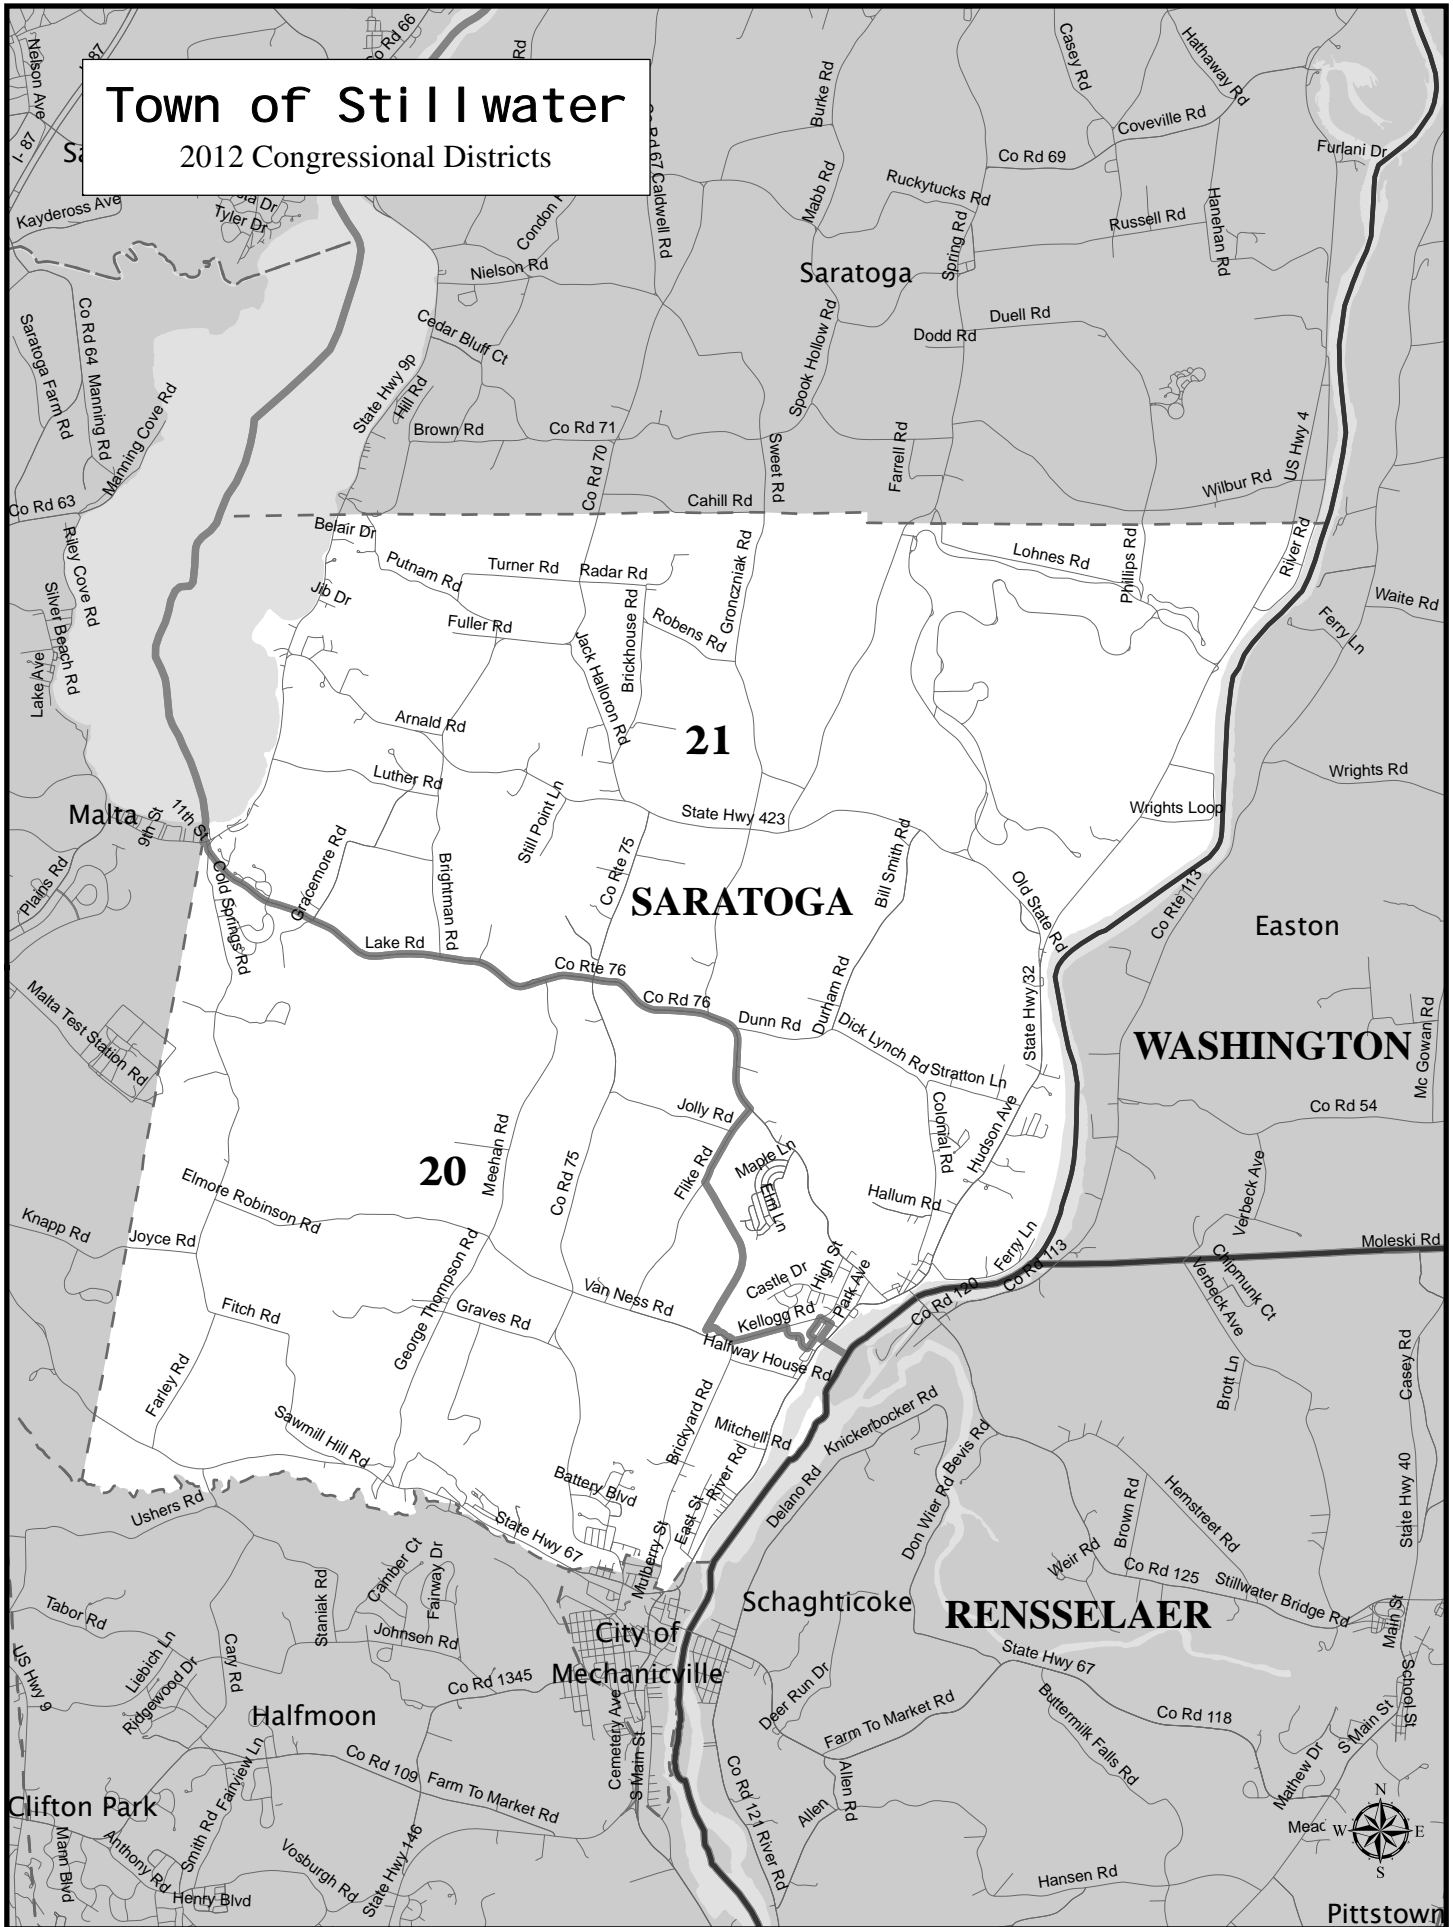 Town of Stillwater
2012 Congressional Districts
Nelson Ave
87
I- 87
Co Rd 66
Rd
Co Rd 67
Caldwell Rd
Burke Rd
Mabb Rd
Casey Rd
Hathaway Rd
Coveville Rd
Co Rd 69
Furlani Dr
Ruckytucks Rd
Russell Rd
Hanehan Rd
Spring Rd
Kaydeross Ave
Tyler Dr
Nielson Rd
Saratoga
Duell Rd
Dodd Rd
Spook Hollow Rd
Cedar Bluff Ct
State Hwy 9p
Hill Rd
Brown Rd
Co Rd 71
Co Rd 70
Sweet Rd
Farrell Rd
US Hwy 4
Wilbur Rd
Cahill Rd
Co Rd 64
Manning Rd
Saratoga Farm Rd
Manning Cove Rd
Co Rd 63
Riley Cove Rd
Silver Beach Rd
Lake Ave
Belair Dr
Putnam Rd
Turner Rd
Radar Rd
Gronczniak Rd
Lohnes Rd
Phillips Rd
River Rd
Waite Rd
Ferry Ln
Jib Dr
Fuller Rd
Jack Halloron Rd
Brickhouse Rd
Robens Rd
Arnald Rd
21
Luther Rd
Still Point Ln
State Hwy 423
Wrights Rd
Wrights Loop
Malta
9th St
11th St
Plains Rd
Cold Springs Rd
Gracemore Rd
Brightman Rd
Co Rte 75
Bill Smith Rd
SARATOGA
Old State Rd
Co Rte 113
Easton
Lake Rd
Co Rte 76
Co Rd 76
Dunn Rd
Durham Rd
Dick Lynch Rd
Stratton Ln
State Hwy 32
WASHINGTON
Mc Gowan Rd
Malta Test Station Rd
Co Rd 54
Jolly Rd
Colonial Rd
Hudson Ave
Meehan Rd
20
Co Rd 75
Flike Rd
Maple Ln
Elm Ln
Hallum Rd
Verbeck Ave
Elmore Robinson Rd
Knapp Rd
Joyce Rd
Ferry Ln
Co Rd 113
Moleski Rd
Chipmunk Ct
Verbeck Ave
Castle Dr
High St
Park Ave
Co Rd 120
Van Ness Rd
Kellogg Rd
Fitch Rd
George Thompson Rd
Graves Rd
Halfway House Rd
Brott Ln
Casey Rd
Farley Rd
Sawmill Hill Rd
Brickyard Rd
Mitchell Rd
Knickerbocker Rd
Bevis Rd
Battery Blvd
River Rd
East St
Delano Rd
Don Wier Rd
Brown Rd
Hemstreet Rd
State Hwy 40
Ushers Rd
State Hwy 67
Mulberry St
Weir Rd
Co Rd 125
Stillwater Bridge Rd
Camber Ct
Fairway Dr
Staniak Rd
Schaghticoke
RENSSELAER
Main St
Tabor Rd
Johnson Rd
City of
Mechanicville
State Hwy 67
US Hwy 9
Liebich Ln
Ridgewood Dr
Cary Rd
Co Rd 1345
Deer Run Dr
School St
Halfmoon
Cemetery Ave
S Main St
Farm To Market Rd
Buttermilk Falls Rd
Co Rd 118
S Main St
Fairview Ln
Co Rd 109
Farm To Market Rd
Co Rd 121
River Rd
Allen Rd
Allen
Mathew Dr
Clifton Park
Mann Blvd
Anthony Rd
Smith Rd
Henry Blvd
Vosburgh Rd
State Hwy 146
Hansen Rd
Mead
N
W
E
S
Pittstown